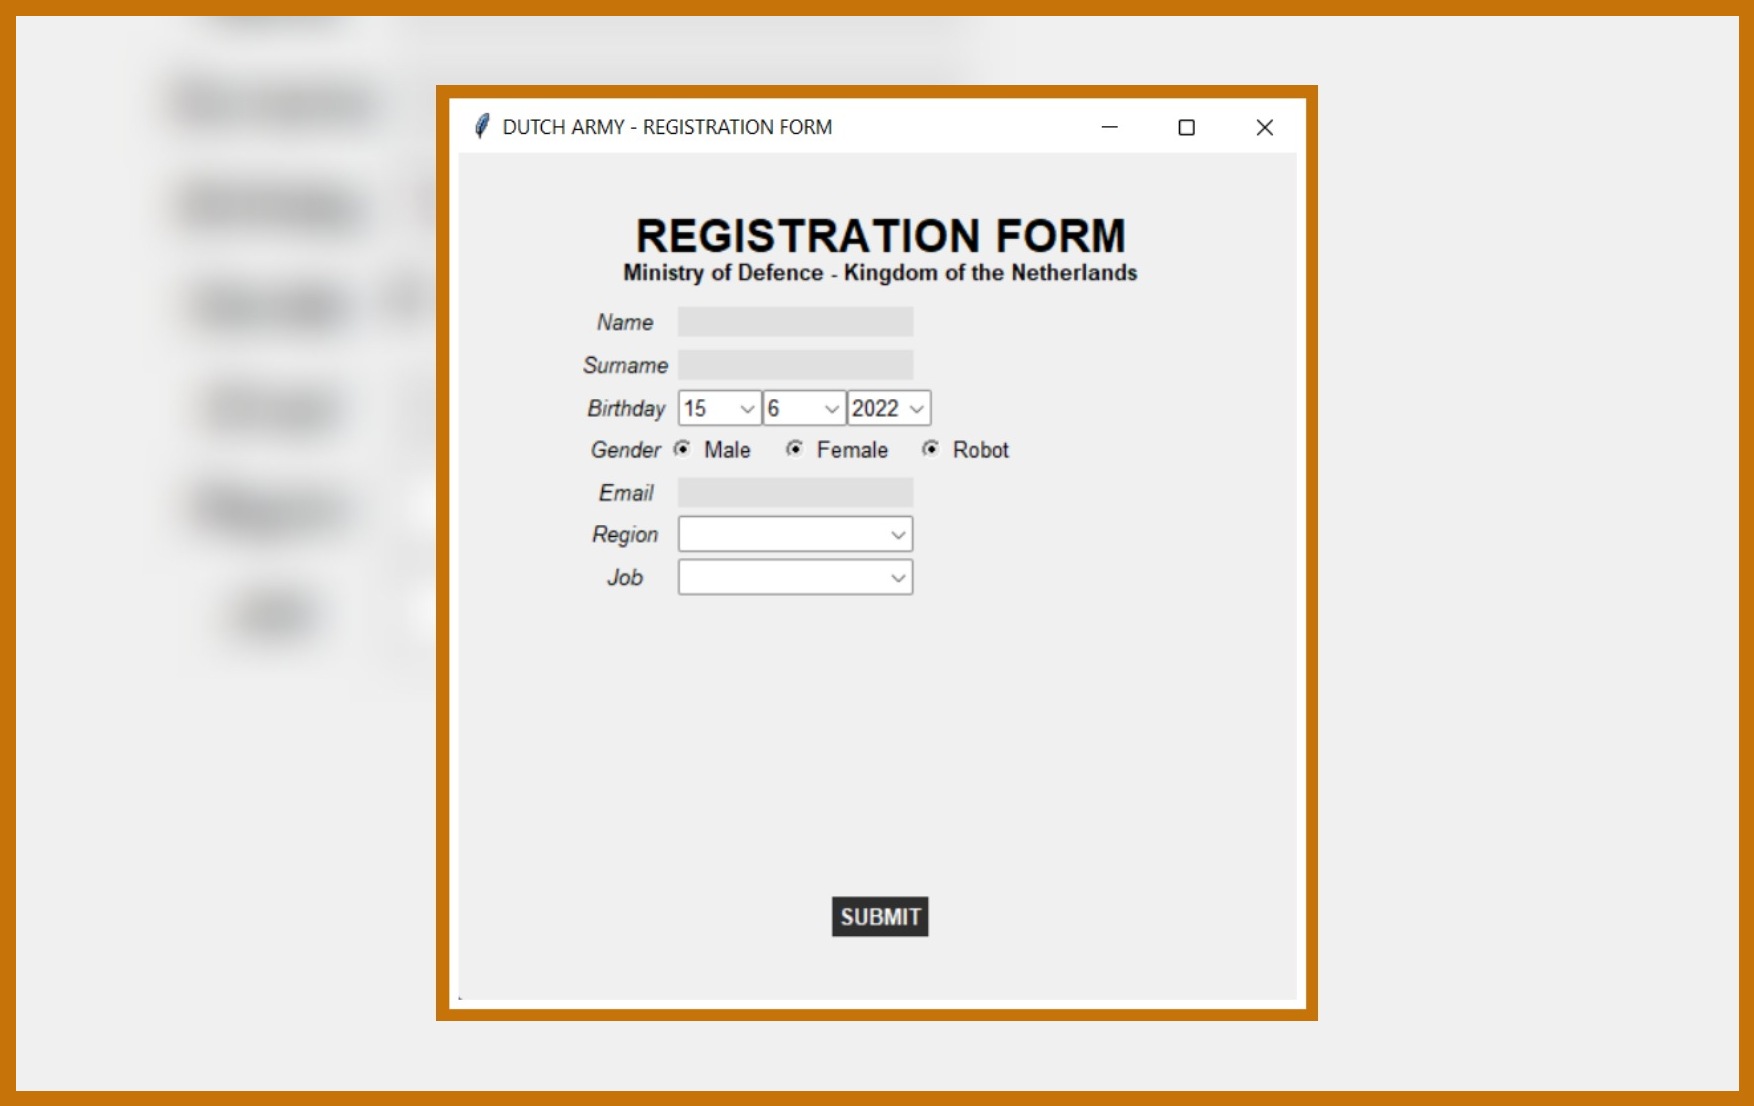 DUTCH ARMY - REGISTRATION FORM
REGISTRATION FORM
Ministry of Defence - Kingdom of the Netherlands
Name
Surname
Birthday 15 6 2022
Gender Male Female Robot
Email
Region
Job
SUBMIT